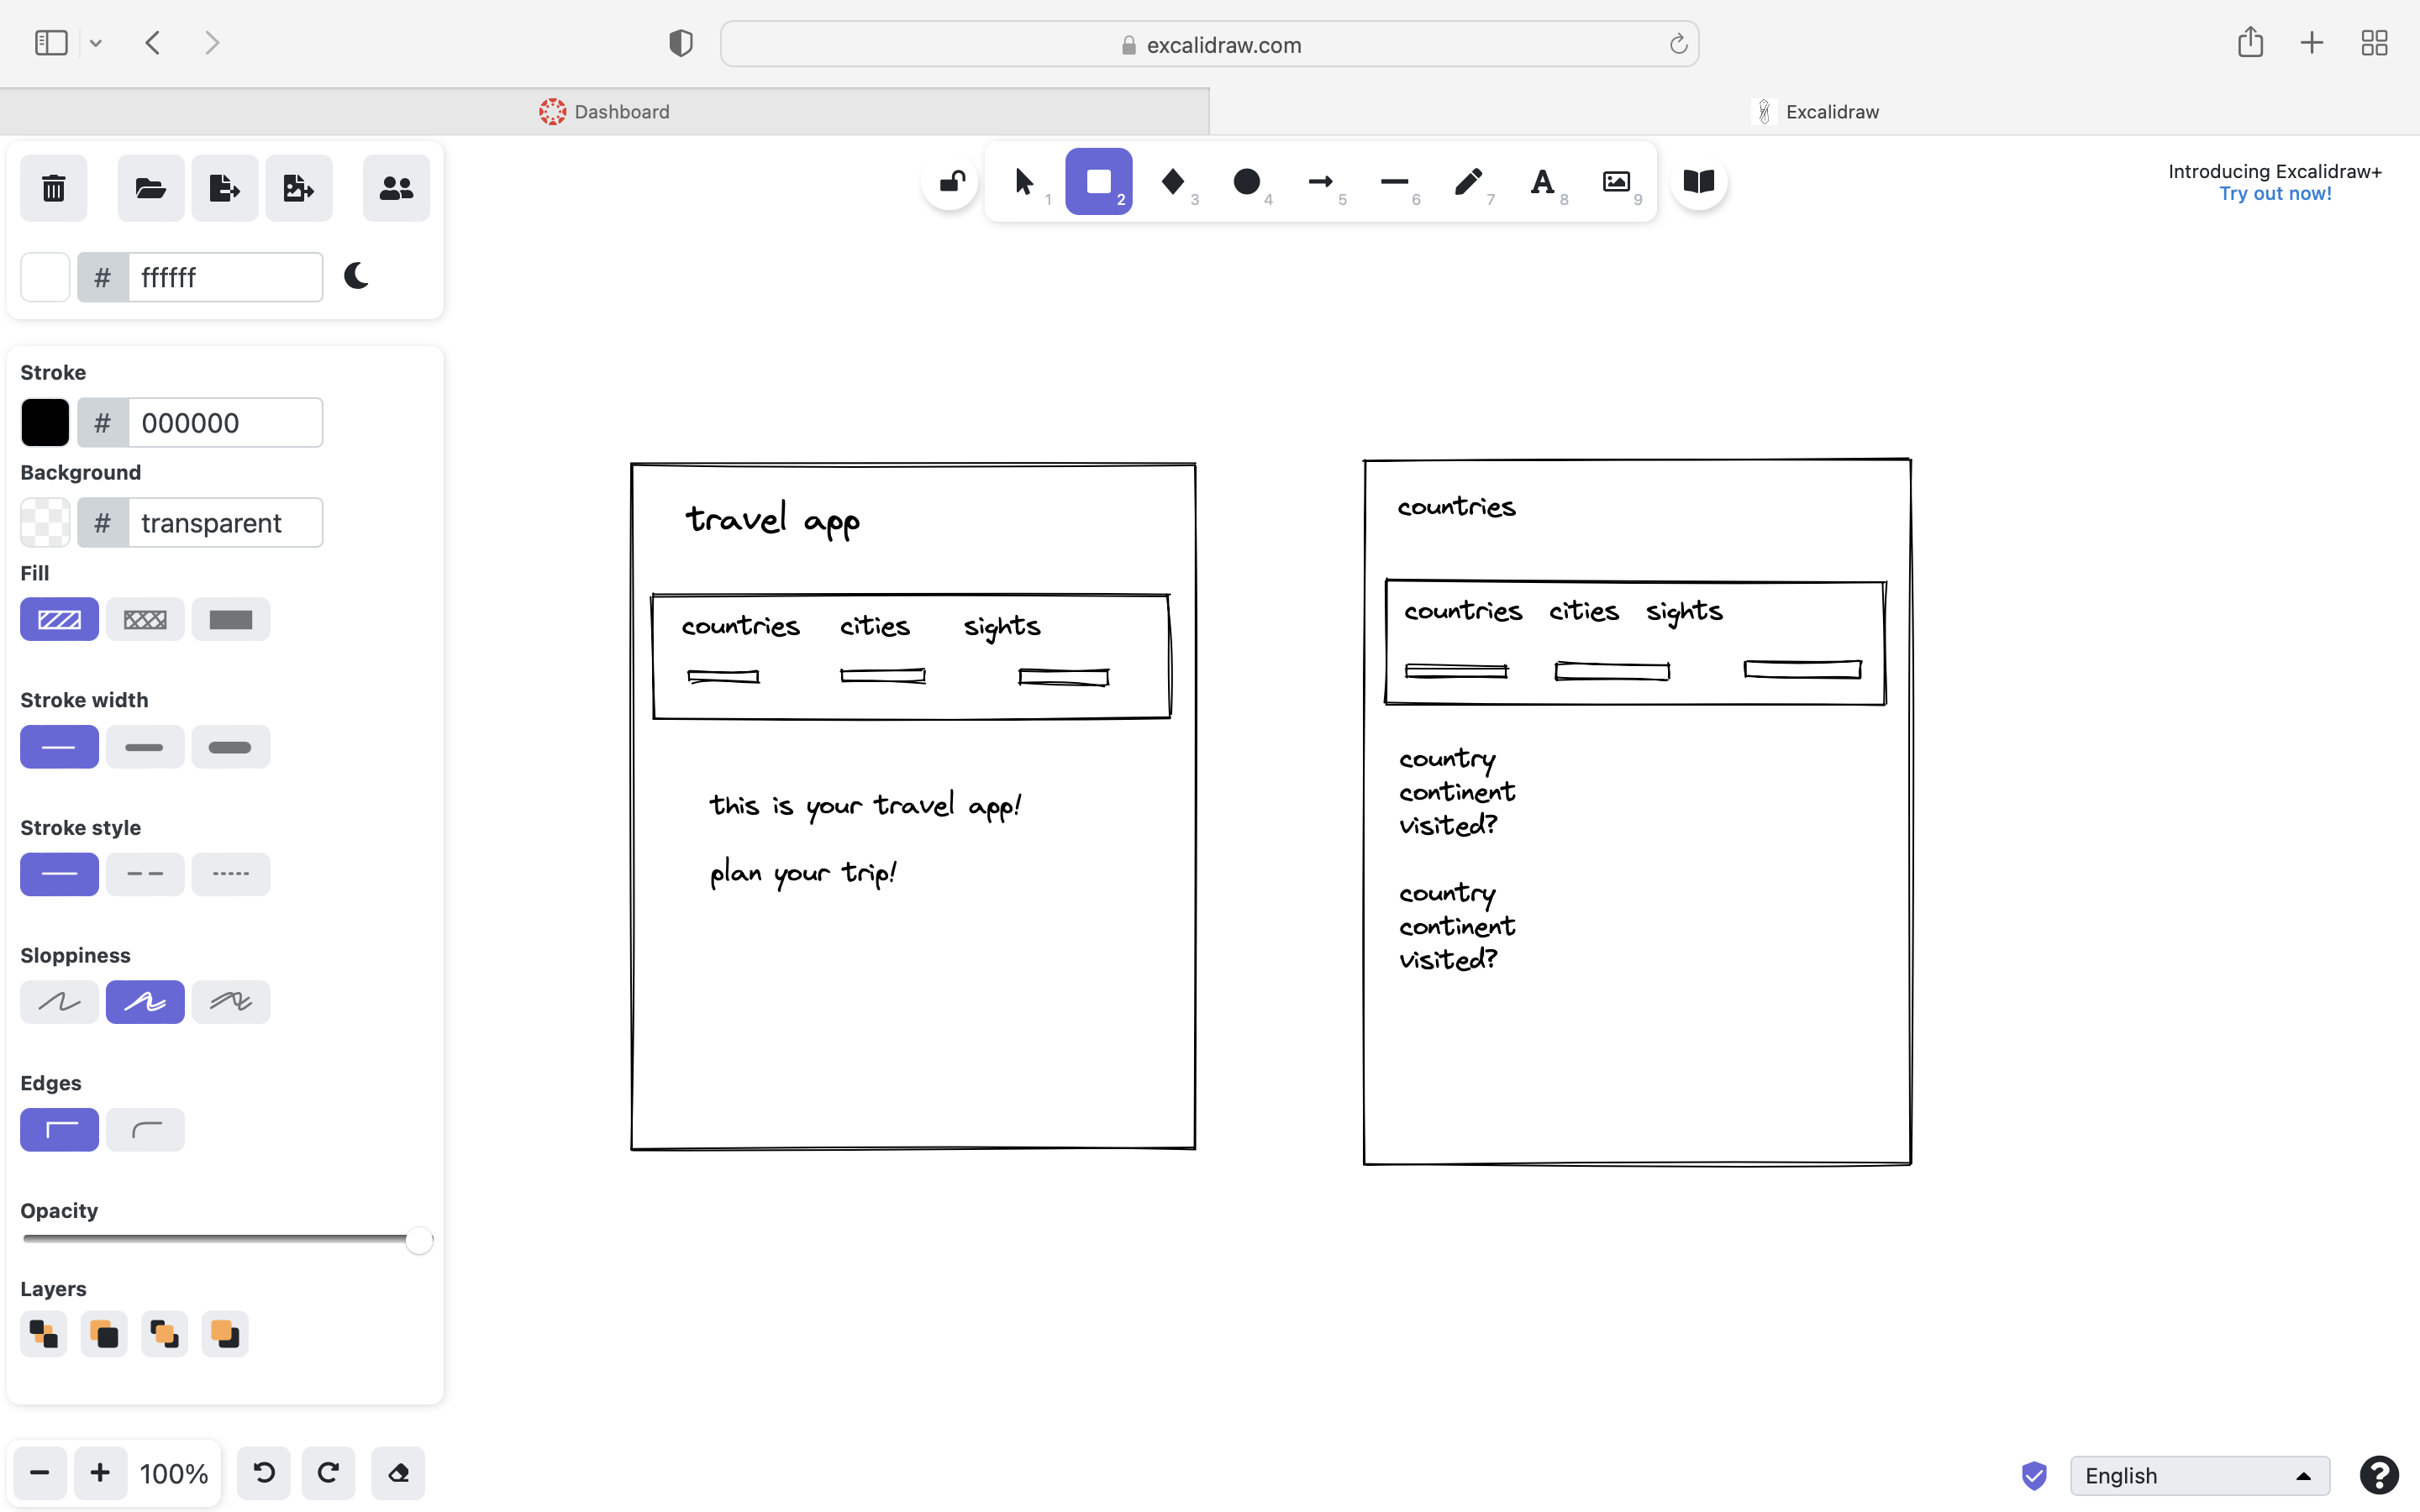 excalidraw.com
Dashboard
Excalidraw
1
2
3
4
5
6
7
8
9
Introducing Excalidraw+
Try out now!
# ffffff
Stroke
# 000000
Background
# transparent
Fill
Stroke width
Stroke style
Sloppiness
Edges
Opacity
Layers
travel app
countries cities sights
this is your travel app!
plan your trip!
countries
countries cities sights
country
continent
visited?
country
continent
visited?
100%
English
?